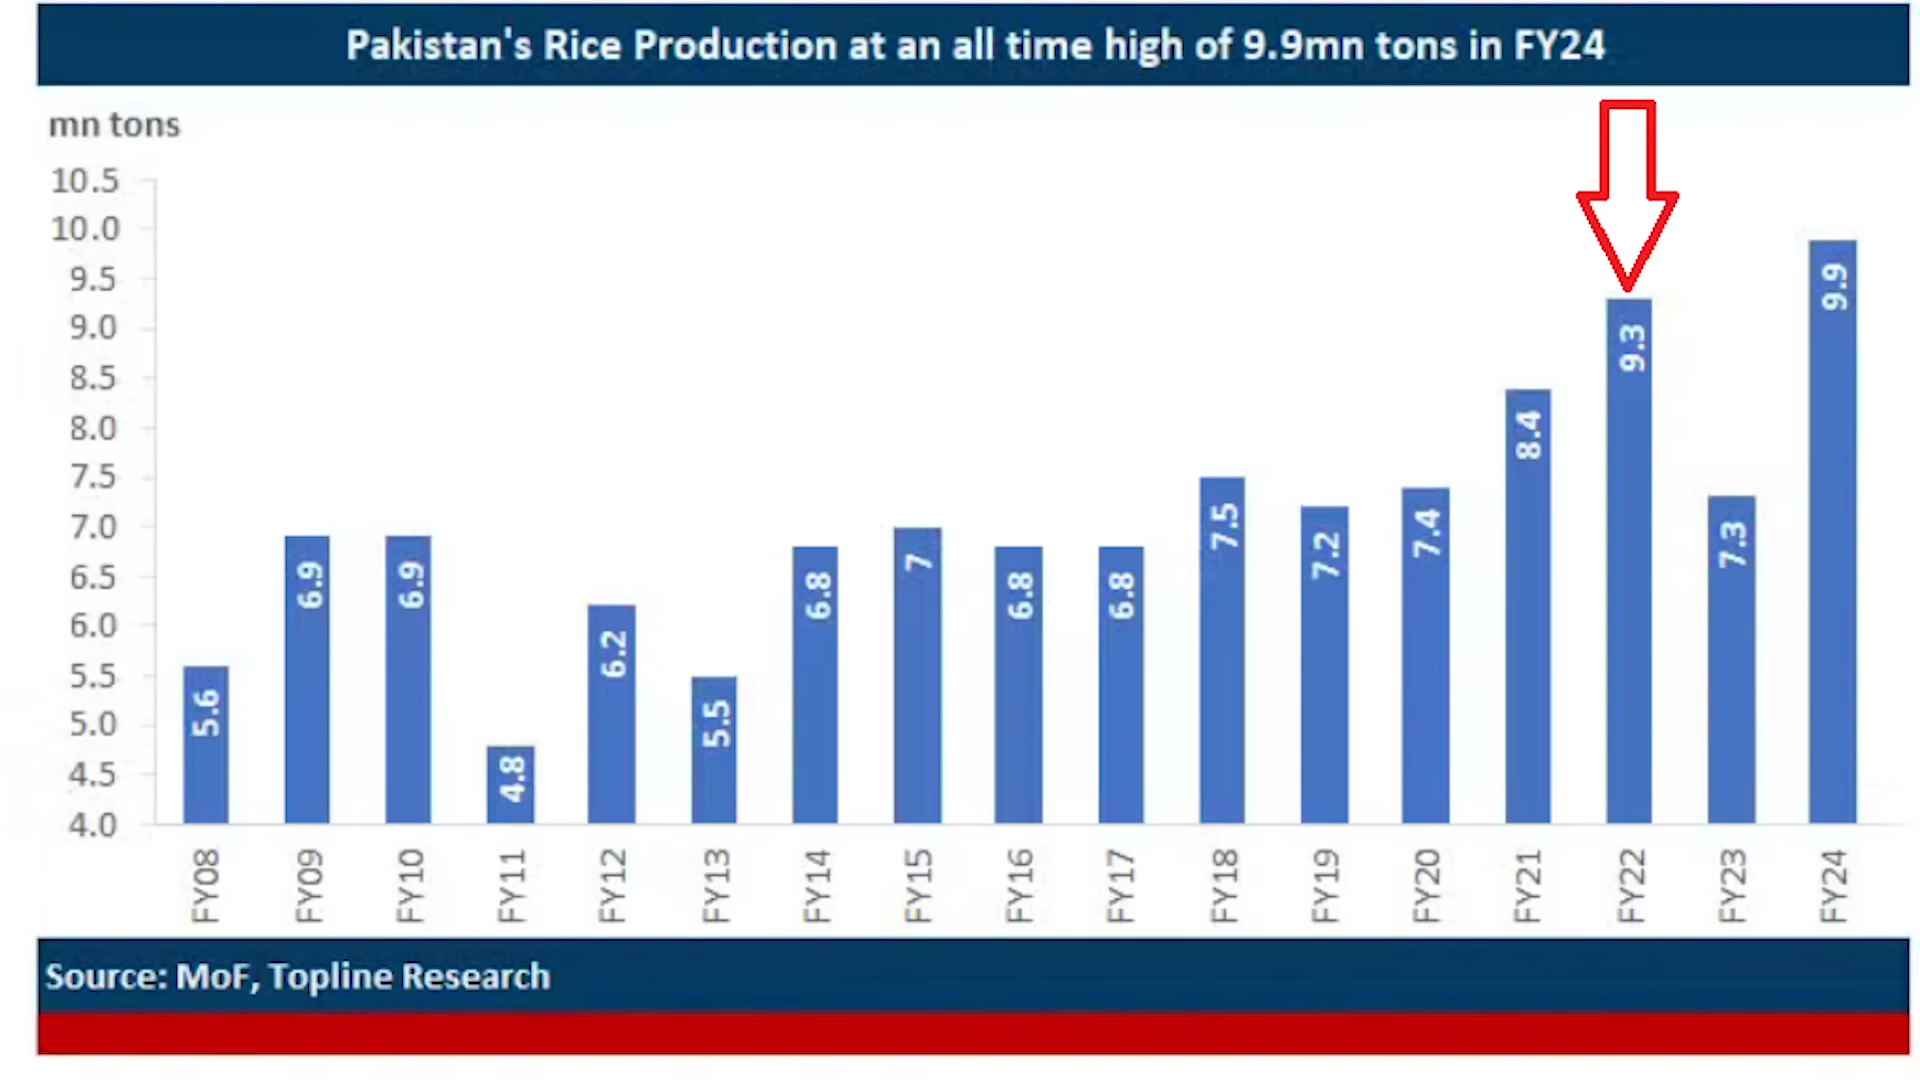 Pakistan's Rice Production at an all time high of 9.9mn tons in FY24
mn tons
10.5
10.0
9.5
9.0
8.5
8.0
7.5
7.0
6.5
6.0
5.5
5.0
4.5
4.0
5.6
6.9
6.9
4.8
6.2
5.5
6.8
7
6.8
6.8
7.5
7.2
7.4
8.4
9.3
7.3
9.9
FY08
FY09
FY10
FY11
FY12
FY13
FY14
FY15
FY16
FY17
FY18
FY19
FY20
FY21
FY22
FY23
FY24
Source: MoF, Topline Research